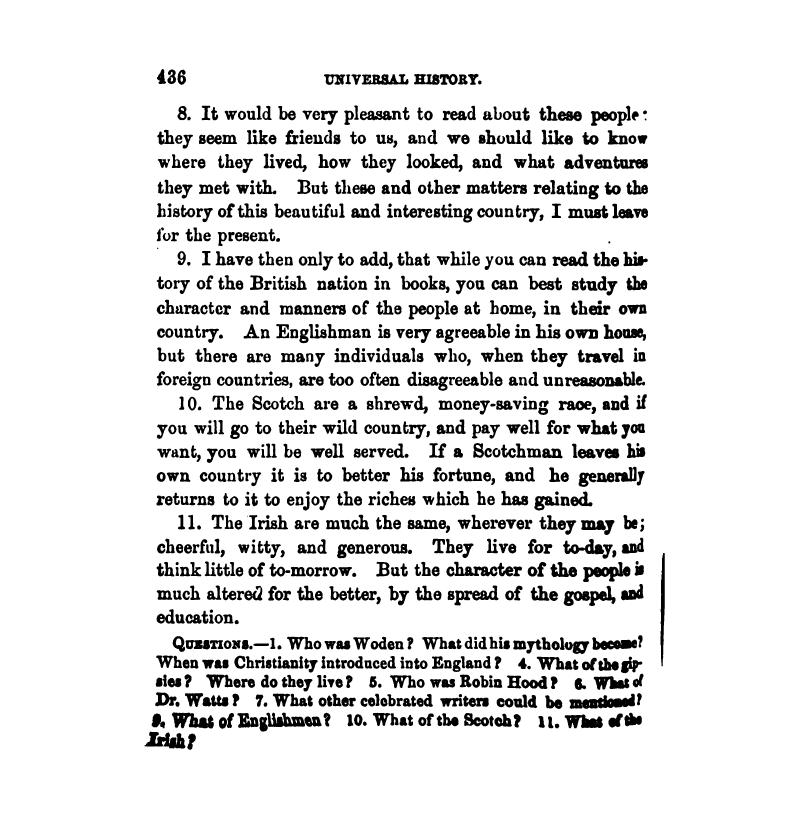 436 UNIVERSAL HISTORY.
8. It would be very pleasant to read about these people:
they seem like friends to us, and we should like to know
where they lived, how they looked, and what adventures
they met with. But these and other matters relating to the
history of this beautiful and interesting country, I must leave
for the present.
9. I have then only to add, that while you can read the his-
tory of the British nation in books, you can best study the
character and manners of the people at home, in their own
country. An Englishman is very agreeable in his own house,
but there are many individuals who, when they travel in
foreign countries, are too often disagreeable and unreasonable.
10. The Scotch are a shrewd, money-saving race, and if
you will go to their wild country, and pay well for what you
want, you will be well served. If a Scotchman leaves his
own country it is to better his fortune, and he generally
returns to it to enjoy the riches which he has gained.
11. The Irish are much the same, wherever they may be;
cheerful, witty, and generous. They live for to-day, and
think little of to-morrow. But the character of the people is
much altered for the better, by the spread of the gospel, and
education.
QUESTIONS.—1. Who was Woden? What did his mythology become?
When was Christianity introduced into England? 4. What of the gip-
sies? Where do they live? 5. Who was Robin Hood? 6. What of
Dr. Watts? 7. What other celebrated writers could be mentioned?
9. What of Englishmen? 10. What of the Scotch? 11. What of the
Irish?